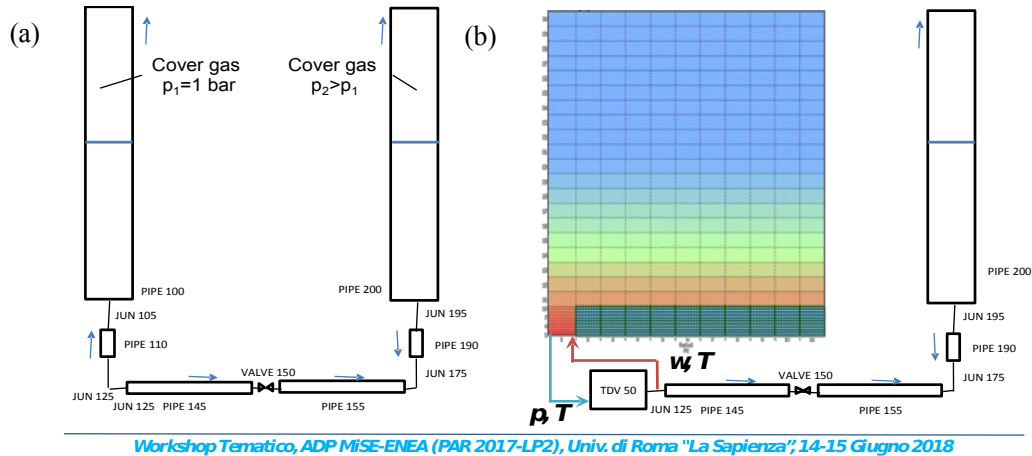 (a)
Cover gas
p₁=1 bar
Cover gas
p₂>p₁
PIPE 100
PIPE 200
JUN 105
JUN 195
PIPE 110
PIPE 190
VALVE 150
JUN 175
JUN 125
JUN 125
PIPE 145
PIPE 155
(b)
PIPE 200
JUN 195
PIPE 190
w, T
VALVE 150
JUN 175
p, T
TDV 50
JUN 125
PIPE 145
PIPE 155
Workshop Tematico, ADP MiSE-ENEA (PAR 2017-LP2), Univ. di Roma "La Sapienza", 14-15 Giugno 2018